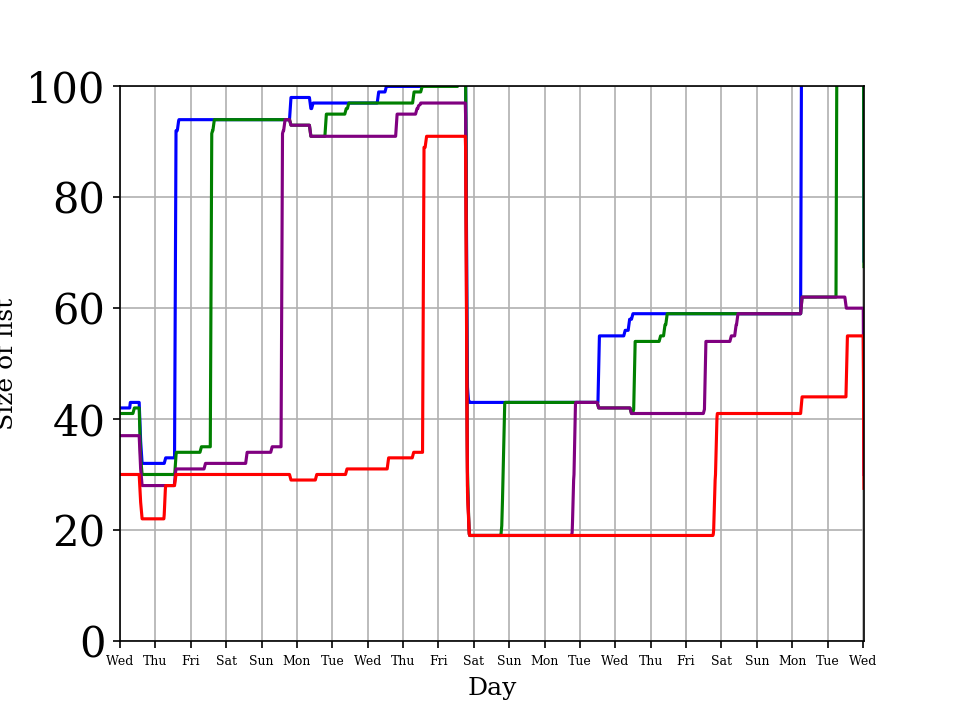 100
80
60
40
20
0
Size of list
Wed Thu Fri Sat Sun Mon Tue Wed Thu Fri Sat Sun Mon Tue Wed Thu Fri Sat Sun Mon Tue Wed
Day